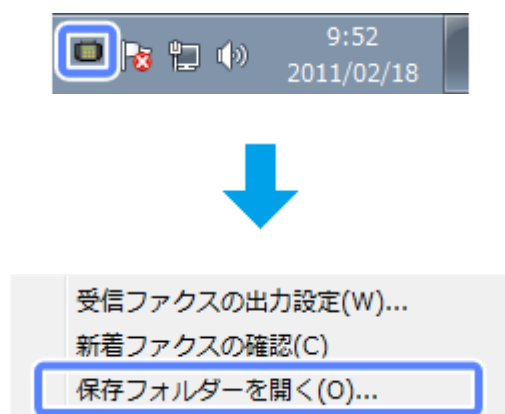 9:52
2011/02/18
受信ファクスの出力設定(W)...
新着ファクスの確認(C)
保存フォルダーを開く(O)...